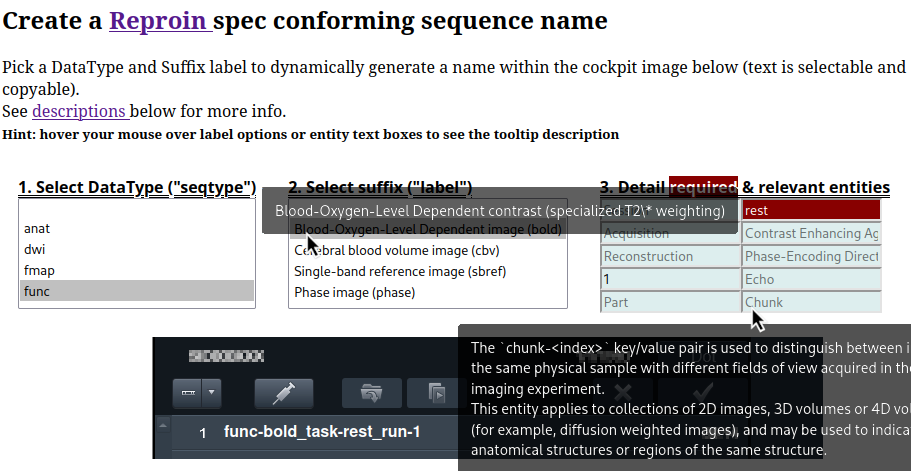 Create a Reproin spec conforming sequence name
Pick a DataType and Suffix label to dynamically generate a name within the cockpit image below (text is selectable and
copyable).
See descriptions below for more info.
Hint: hover your mouse over label options or entity text boxes to see the tooltip description
1. Select DataType ("seqtype") 2. Select suffix ("label") 3. Detail required & relevant entities
Blood-Oxygen-Level Dependent contrast (specialized T2\* weighting) rest
anat Blood-Oxygen-Level Dependent image (bold) Acquisition Contrast Enhancing Ag
dwi Cerebral blood volume image (cbv) Reconstruction Phase-Encoding Direct
fmap Single-band reference image (sbref) 1 Echo
func Phase image (phase) Part Chunk
The `chunk-<index>` key/value pair is used to distinguish between i
the same physical sample with different fields of view acquired in the
imaging experiment.
This entity applies to collections of 2D images, 3D volumes or 4D vol
(for example, diffusion weighted images), and may be used to indica
anatomical structures or regions of the same structure.
1 func-bold_task-rest_run-1